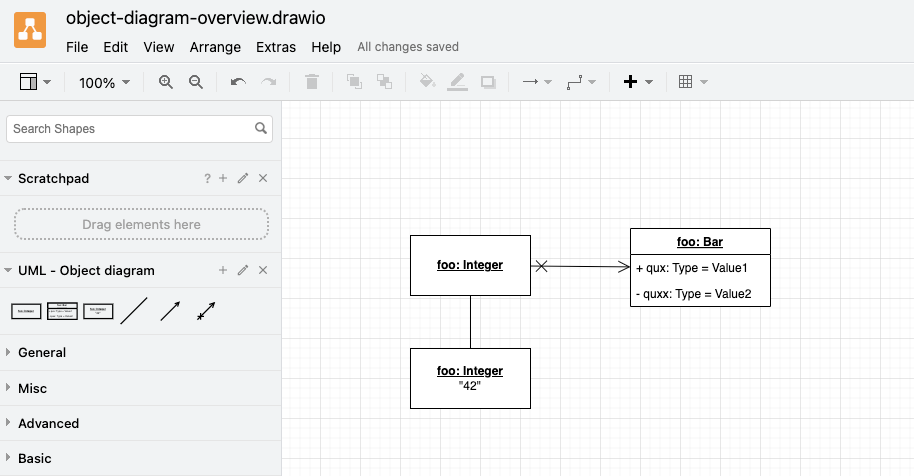 object-diagram-overview.drawio
File Edit View Arrange Extras Help All changes saved
100%
Search Shapes
Scratchpad ?
Drag elements here
UML - Object diagram
General
Misc
Advanced
Basic
foo: Integer
foo: Bar
+ qux: Type = Value1
- quxx: Type = Value2
foo: Integer
"42"